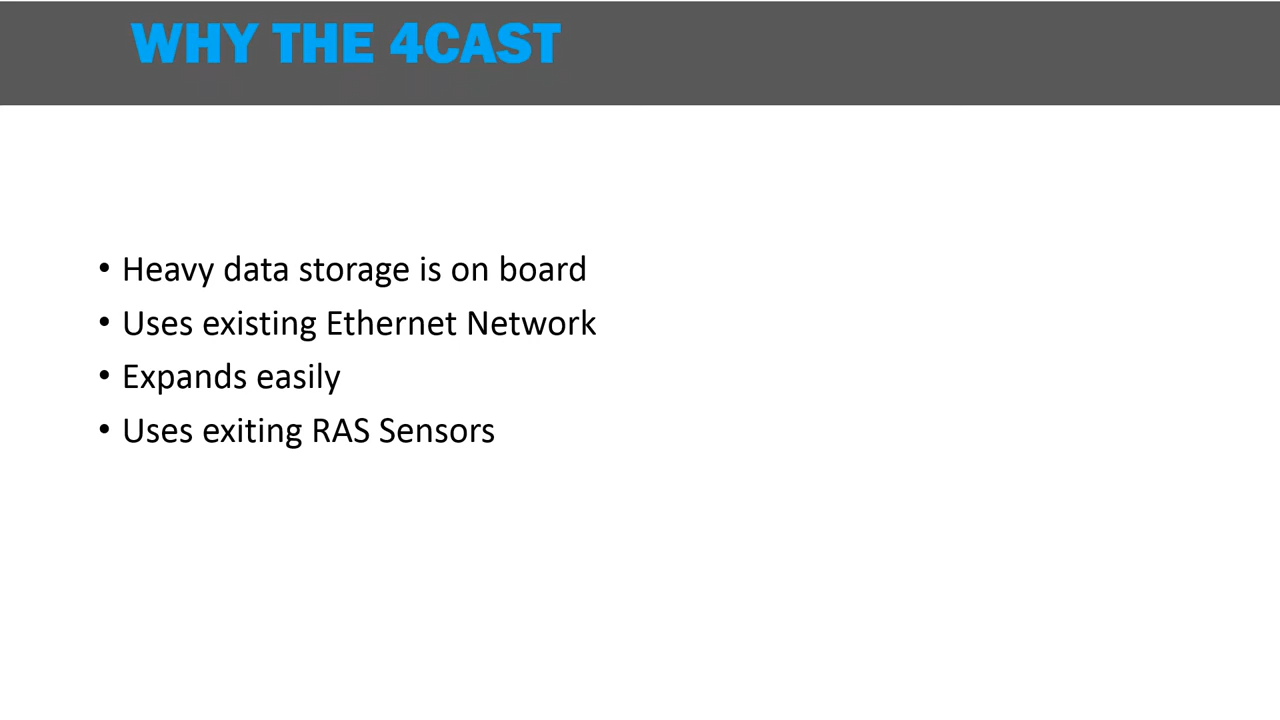 WHY THE 4CAST
• Heavy data storage is on board
• Uses existing Ethernet Network
• Expands easily
• Uses exiting RAS Sensors